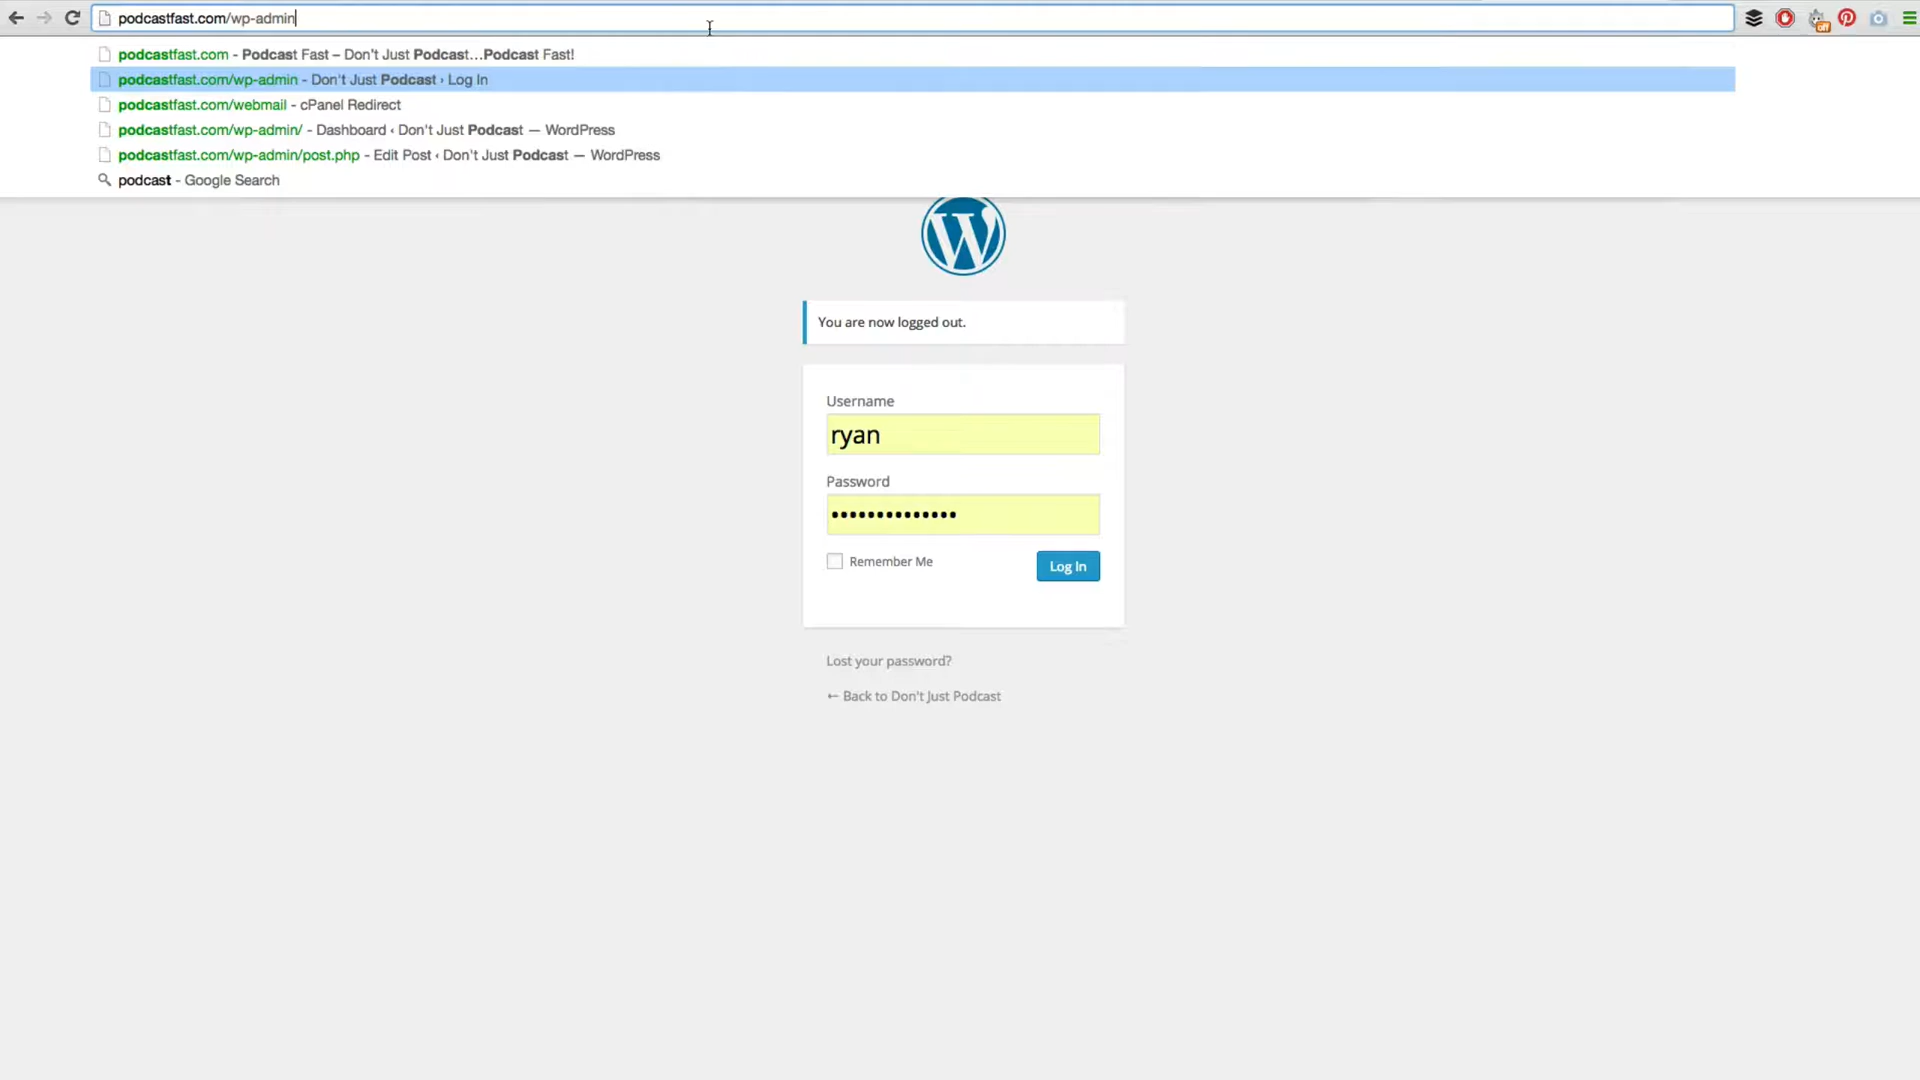 podcastfast.com/wp-admin
podcastfast.com - Podcast Fast – Don't Just Podcast...Podcast Fast!
podcastfast.com/wp-admin - Don't Just Podcast › Log In
podcastfast.com/webmail - cPanel Redirect
podcastfast.com/wp-admin/ - Dashboard ‹ Don't Just Podcast — WordPress
podcastfast.com/wp-admin/post.php - Edit Post ‹ Don't Just Podcast — WordPress
podcast - Google Search
off
W
You are now logged out.
Username
ryan
Password
••••••••••••••
Remember Me
Log In
Lost your password?
← Back to Don't Just Podcast